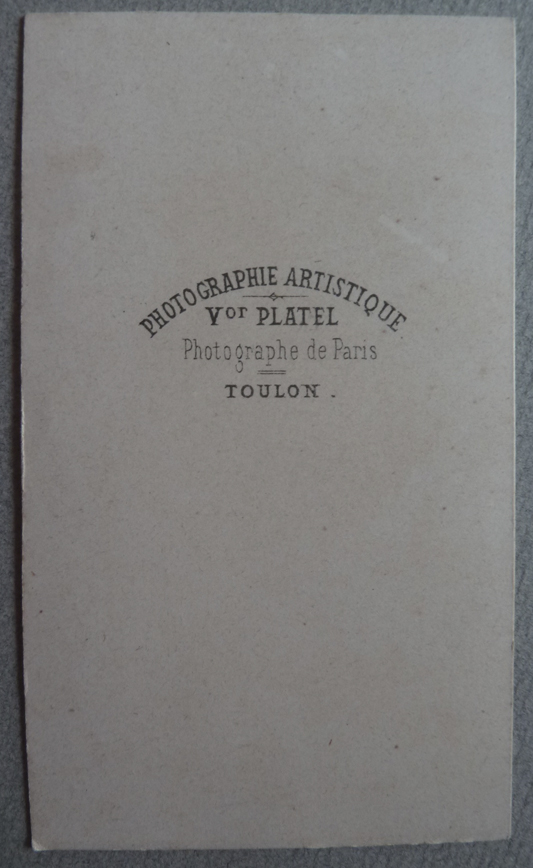 PHOTOGRAPHIE ARTISTIQUE
Vor PLATEL
Photographe de Paris
TOULON.